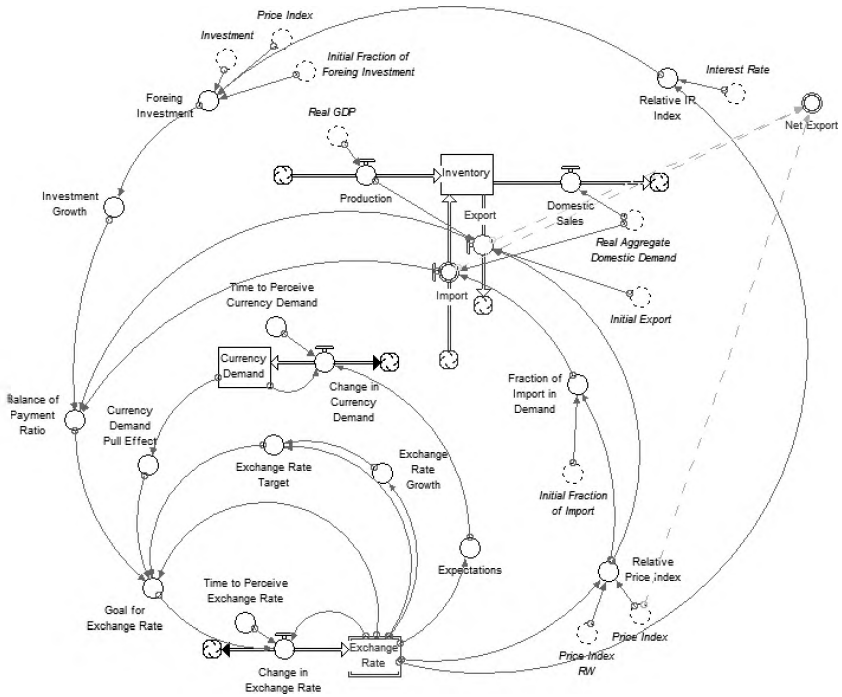 Price Index
Investment
Initial Fraction of
Foreing Investment
Foreing
Investment
Interest Rate
Relative IR
Index
Net Export
Real GDP
Inventory
Production
Export
Domestic
Sales
Investment
Growth
Real Aggregate
Domestic Demand
Import
Time to Perceive
Currency Demand
Initial Export
Currency
Demand
Change in
Currency
Demand
Fraction of
Import in
Demand
Balance of
Payment
Ratio
Currency
Demand
Pull Effect
Exchange Rate
Target
Exchange
Rate
Growth
Initial Fraction
of Import
Expectations
Relative
Price Index
Time to Perceive
Exchange Rate
Goal for
Exchange Rate
Price Index
Exchange
Rate
Price Index
RW
Change in
Exchange Rate